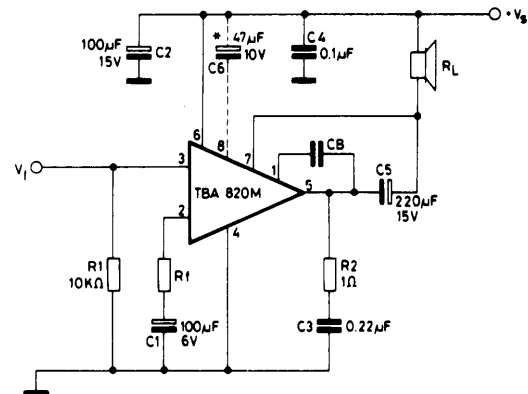 +Vs
100µF
15V
C2
*
47µF
10V
C6
C4
0.1µF
RL
6
8
7
1
CB
Vi
3
TBA 820M
5
C5
220µF
15V
2
4
R1
10KΩ
Rf
R2
1Ω
100µF
6V
C1
C3
0.22µF